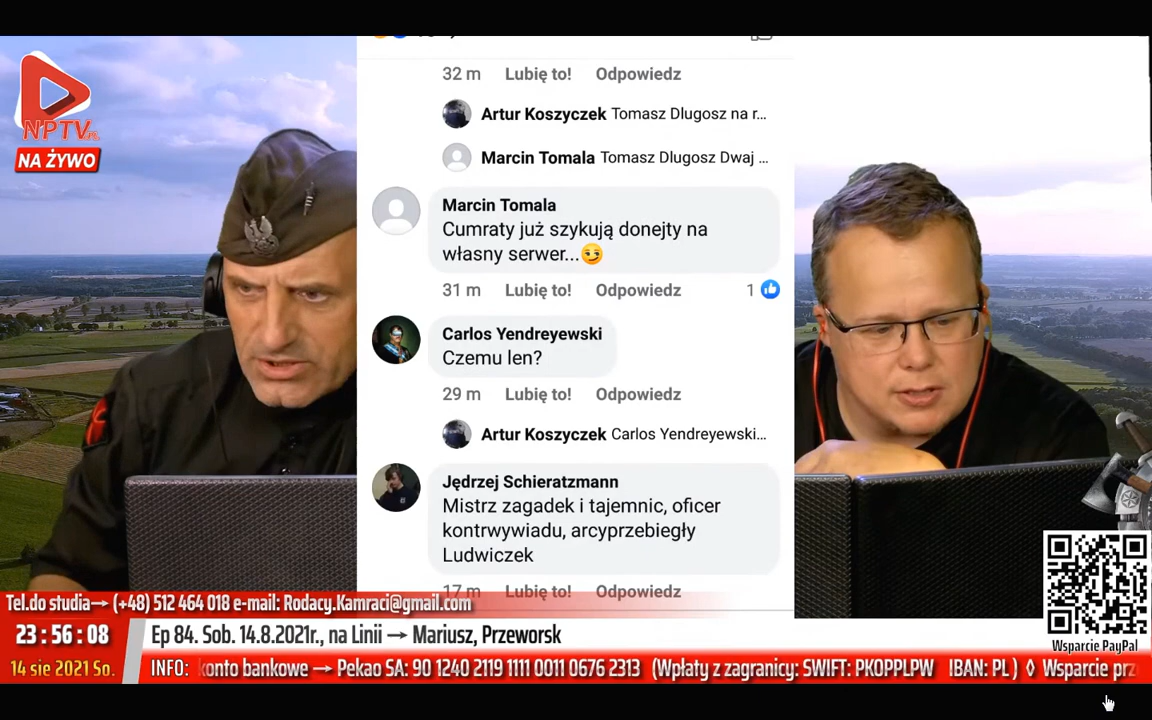 NPTV.PL
NA ŻYWO
32 m Lubię to! Odpowiedz
Artur Koszyczek Tomasz Dlugosz na r...
Marcin Tomala Tomasz Dlugosz Dwaj ...
Marcin Tomala
Cumraty już szykują donejty na
własny serwer...😏
31 m Lubię to! Odpowiedz 1
Carlos Yendreyewski
Czemu len?
29 m Lubię to! Odpowiedz
Artur Koszyczek Carlos Yendreyewski...
Jędrzej Schieratzmann
Mistrz zagadek i tajemnic, oficer
kontrwywiadu, arcyprzebiegły
Ludwiczek
17 m Lubię to! Odpowiedz
Tel.do studia→ (+48) 512 464 018 e-mail: Rodacy.Kamraci@gmail.com
23:56:08 Ep 84. Sob. 14.8.2021r., na Linii → Mariusz, Przeworsk
Wsparcie PayPal
14 sie 2021 So. INFO: konto bankowe → Pekao SA: 90 1240 2119 1111 0011 0676 2313 (Wpłaty z zagranicy: SWIFT: PKOPPLPW IBAN: PL ) ◊ Wsparcie prz